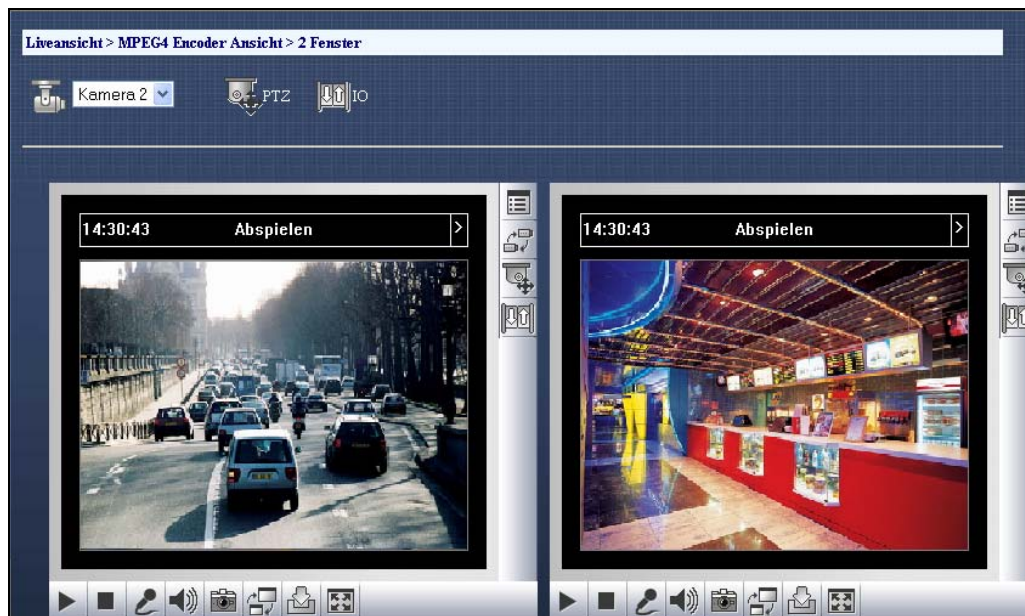 Liveansicht > MPEG4 Encoder Ansicht > 2 Fenster
Kamera 2 PTZ IO
14:30:43 Abspielen >
14:30:43 Abspielen >